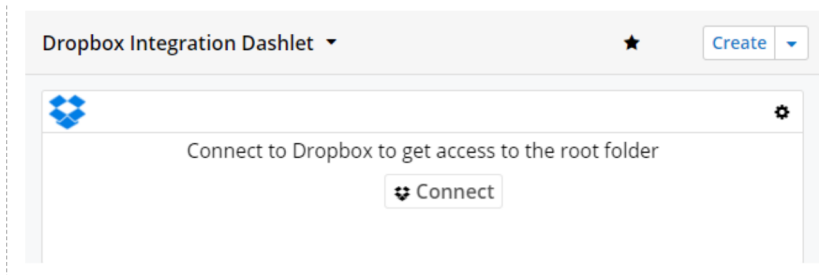 Dropbox Integration Dashlet
Create
Connect to Dropbox to get access to the root folder
Connect